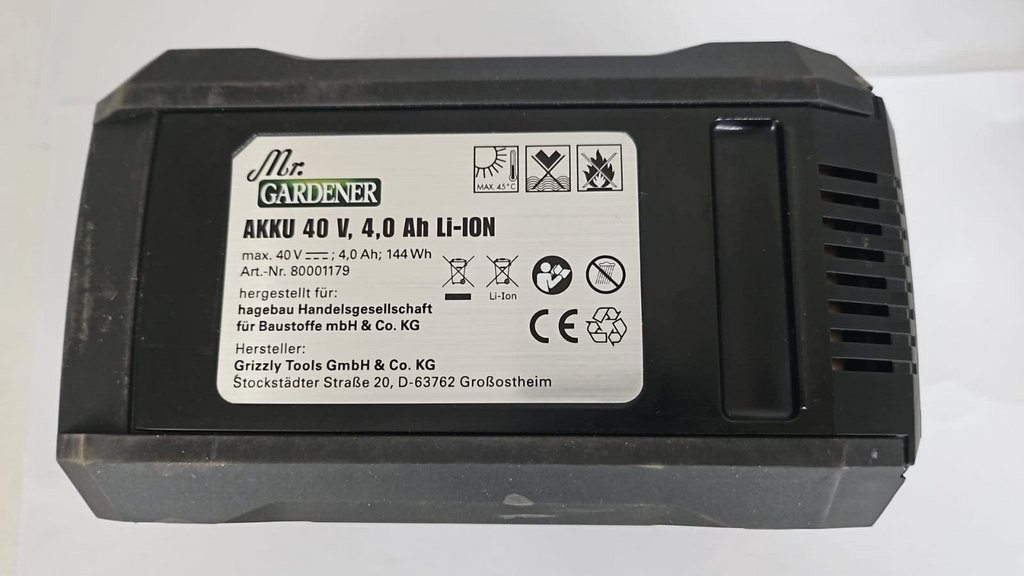 Mr.
GARDENER
MAX. 45°C
AKKU 40 V, 4,0 Ah Li-ION
max. 40 V ⎓; 4,0 Ah; 144 Wh
Art.-Nr. 80001179
Li-Ion
hergestellt für:
hagebau Handelsgesellschaft
für Baustoffe mbH & Co. KG
CE
Hersteller:
Grizzly Tools GmbH & Co. KG
Stockstädter Straße 20, D-63762 Großostheim